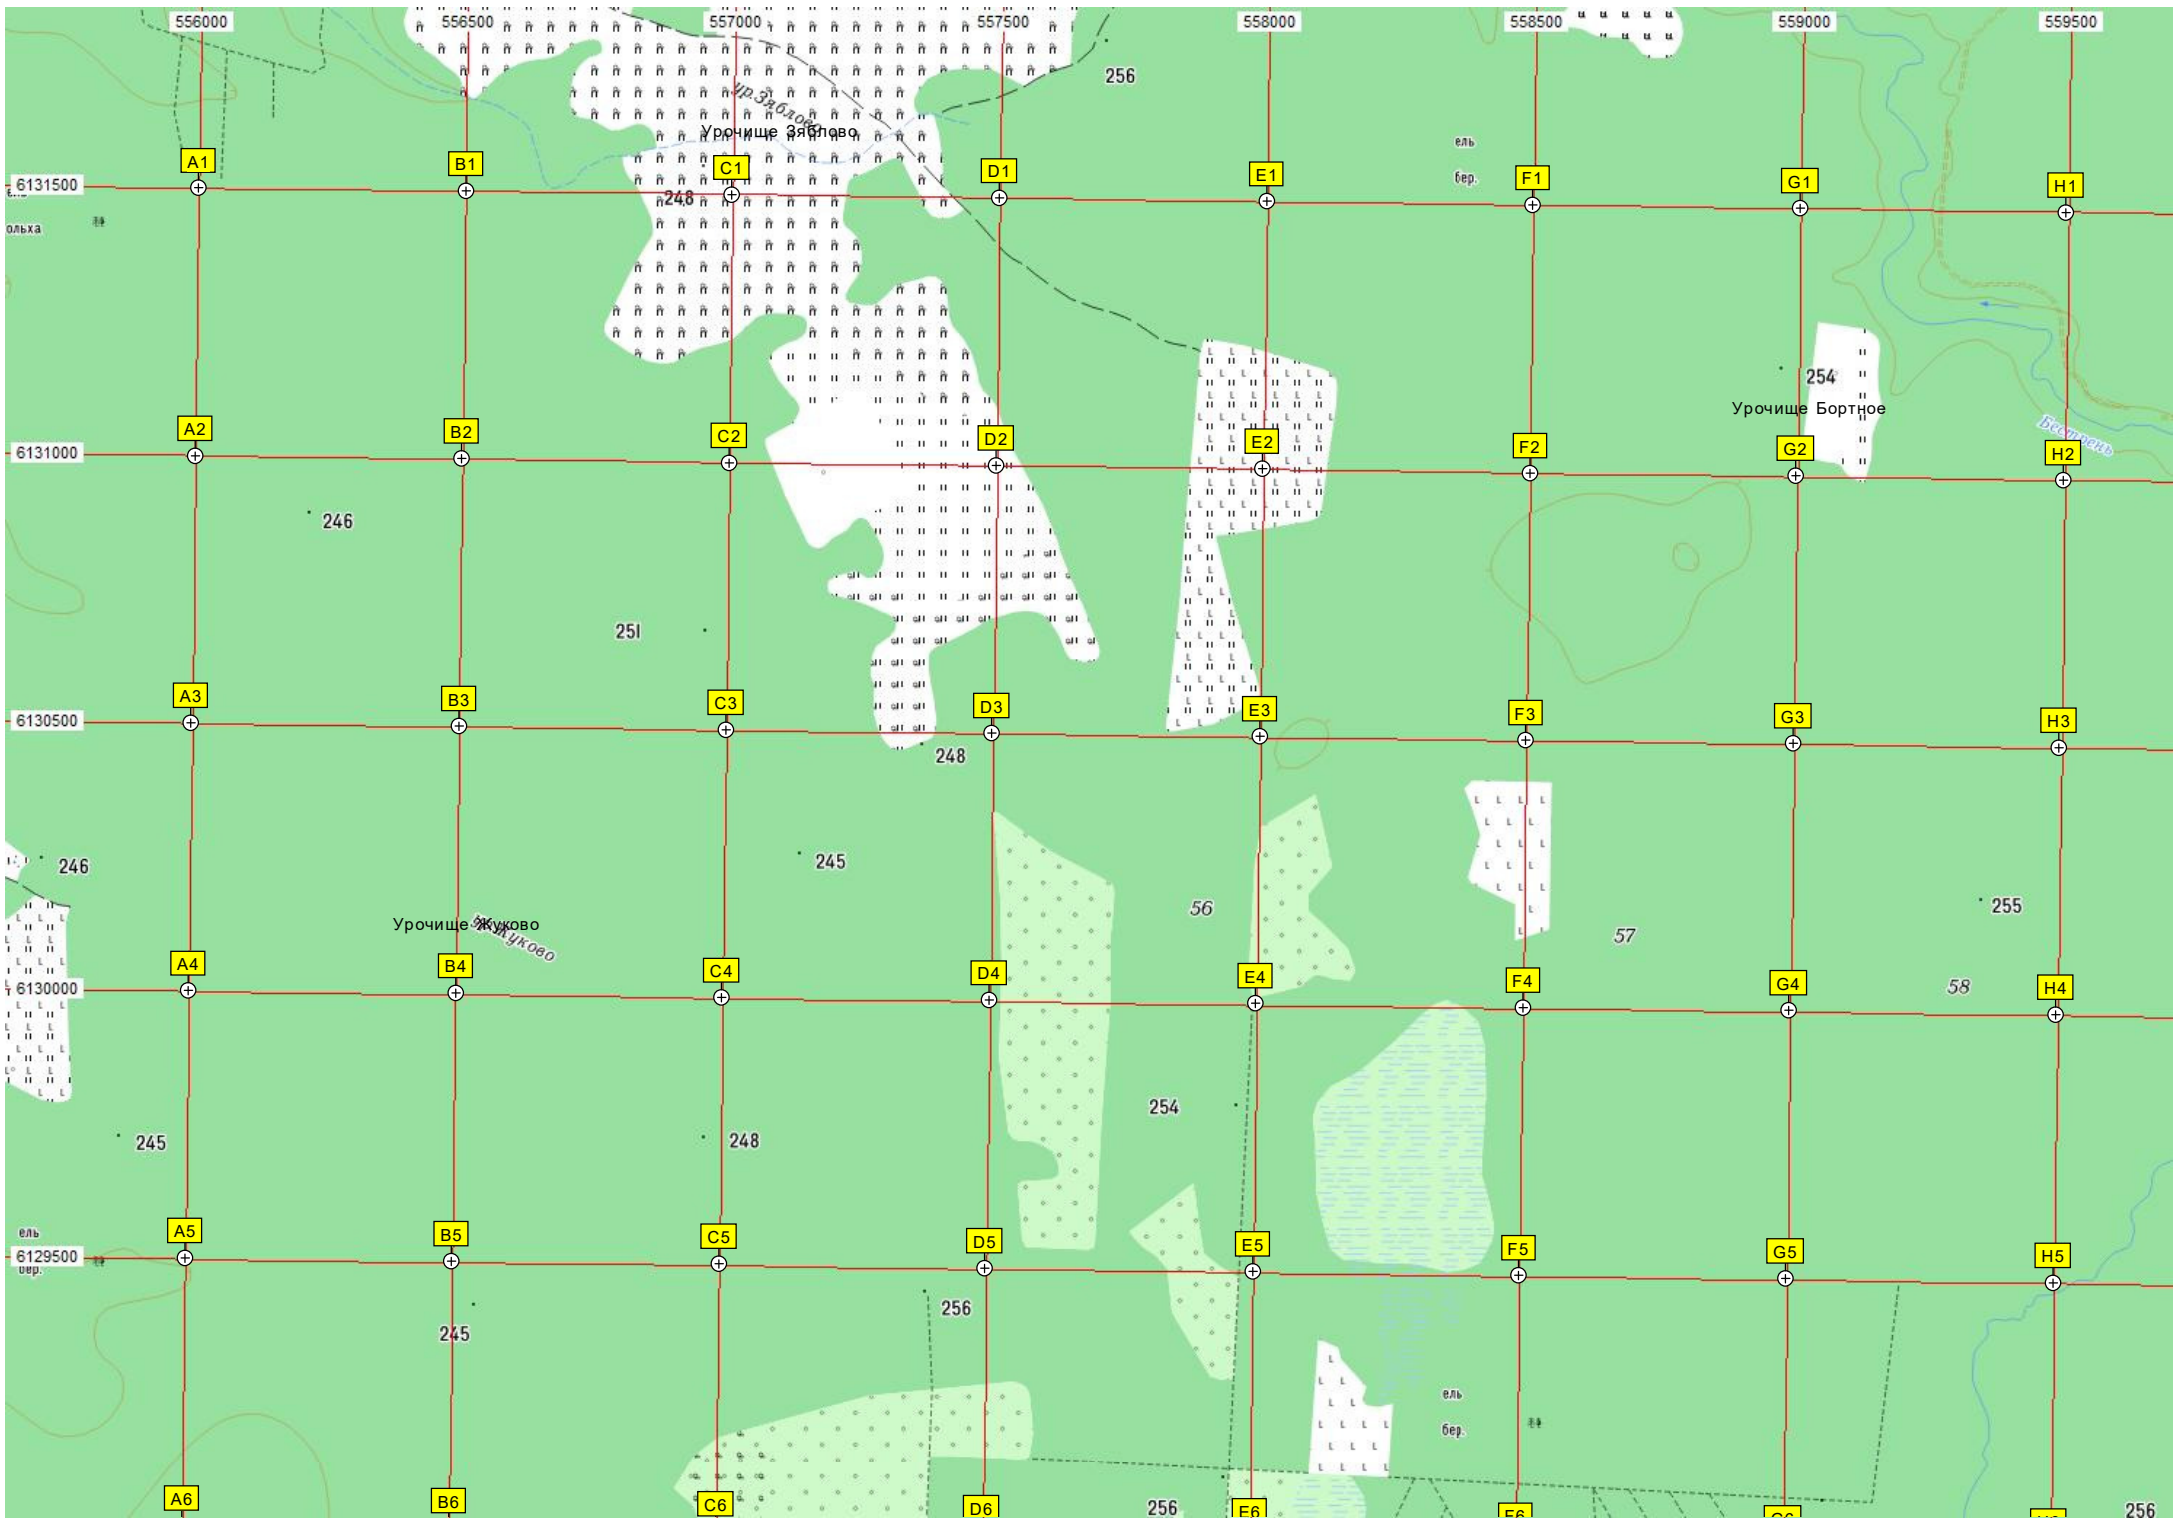 556000 556500 557000 557500 558000 558500 559000 559500
256
ур.Зяблово
Урочище Зяблово
ель
бер.
A1 B1 C1 D1 E1 F1 G1 H1
6131500
248
ольха
254
Урочище Бортное
Бестрень
A2 B2 C2 D2 E2 F2 G2 H2
6131000
246
251
A3 B3 C3 D3 E3 F3 G3 H3
6130500
248
246
245
56
255
57
Урочище Жуково
A4 B4 C4 D4 E4 F4 G4 H4
6130000
58
254
245
248
A5 B5 C5 D5 E5 F5 G5 H5
ель
6129500
бер.
256
245
ель
бер.
A6 B6 C6 D6 E6 F6 G6
256
256